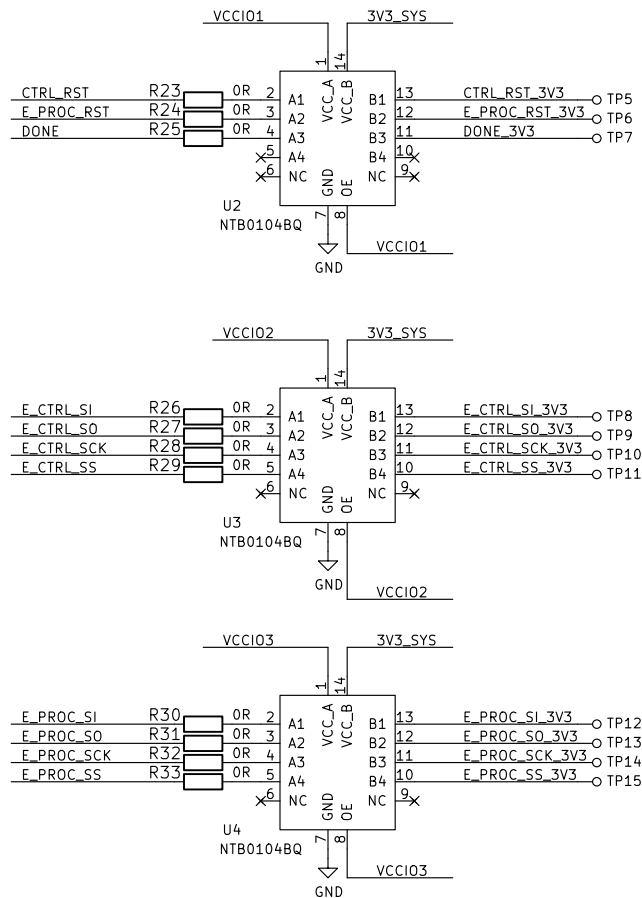 VCCIO1 3V3_SYS
1 14
CTRL_RST R23 0R 2 A1 VCC_A VCC_B B1 13 CTRL_RST_3V3 TP5
E_PROC_RST R24 0R 3 A2 B2 12 E_PROC_RST_3V3 TP6
DONE R25 0R 4 A3 B3 11 DONE_3V3 TP7
5 A4 B4 10
6 NC GND OE NC 9
U2 7 8
NTB0104BQ
VCCIO1
GND
VCCIO2 3V3_SYS
1 14
E_CTRL_SI R26 0R 2 A1 VCC_A VCC_B B1 13 E_CTRL_SI_3V3 TP8
E_CTRL_SO R27 0R 3 A2 B2 12 E_CTRL_SO_3V3 TP9
E_CTRL_SCK R28 0R 4 A3 B3 11 E_CTRL_SCK_3V3 TP10
E_CTRL_SS R29 0R 5 A4 B4 10 E_CTRL_SS_3V3 TP11
6 NC GND OE NC 9
U3 7 8
NTB0104BQ
GND
VCCIO2
VCCIO3 3V3_SYS
1 14
E_PROC_SI R30 0R 2 A1 VCC_A VCC_B B1 13 E_PROC_SI_3V3 TP12
E_PROC_SO R31 0R 3 A2 B2 12 E_PROC_SO_3V3 TP13
E_PROC_SCK R32 0R 4 A3 B3 11 E_PROC_SCK_3V3 TP14
E_PROC_SS R33 0R 5 A4 B4 10 E_PROC_SS_3V3 TP15
6 NC GND OE NC 9
U4 7 8
NTB0104BQ
VCCIO3
GND